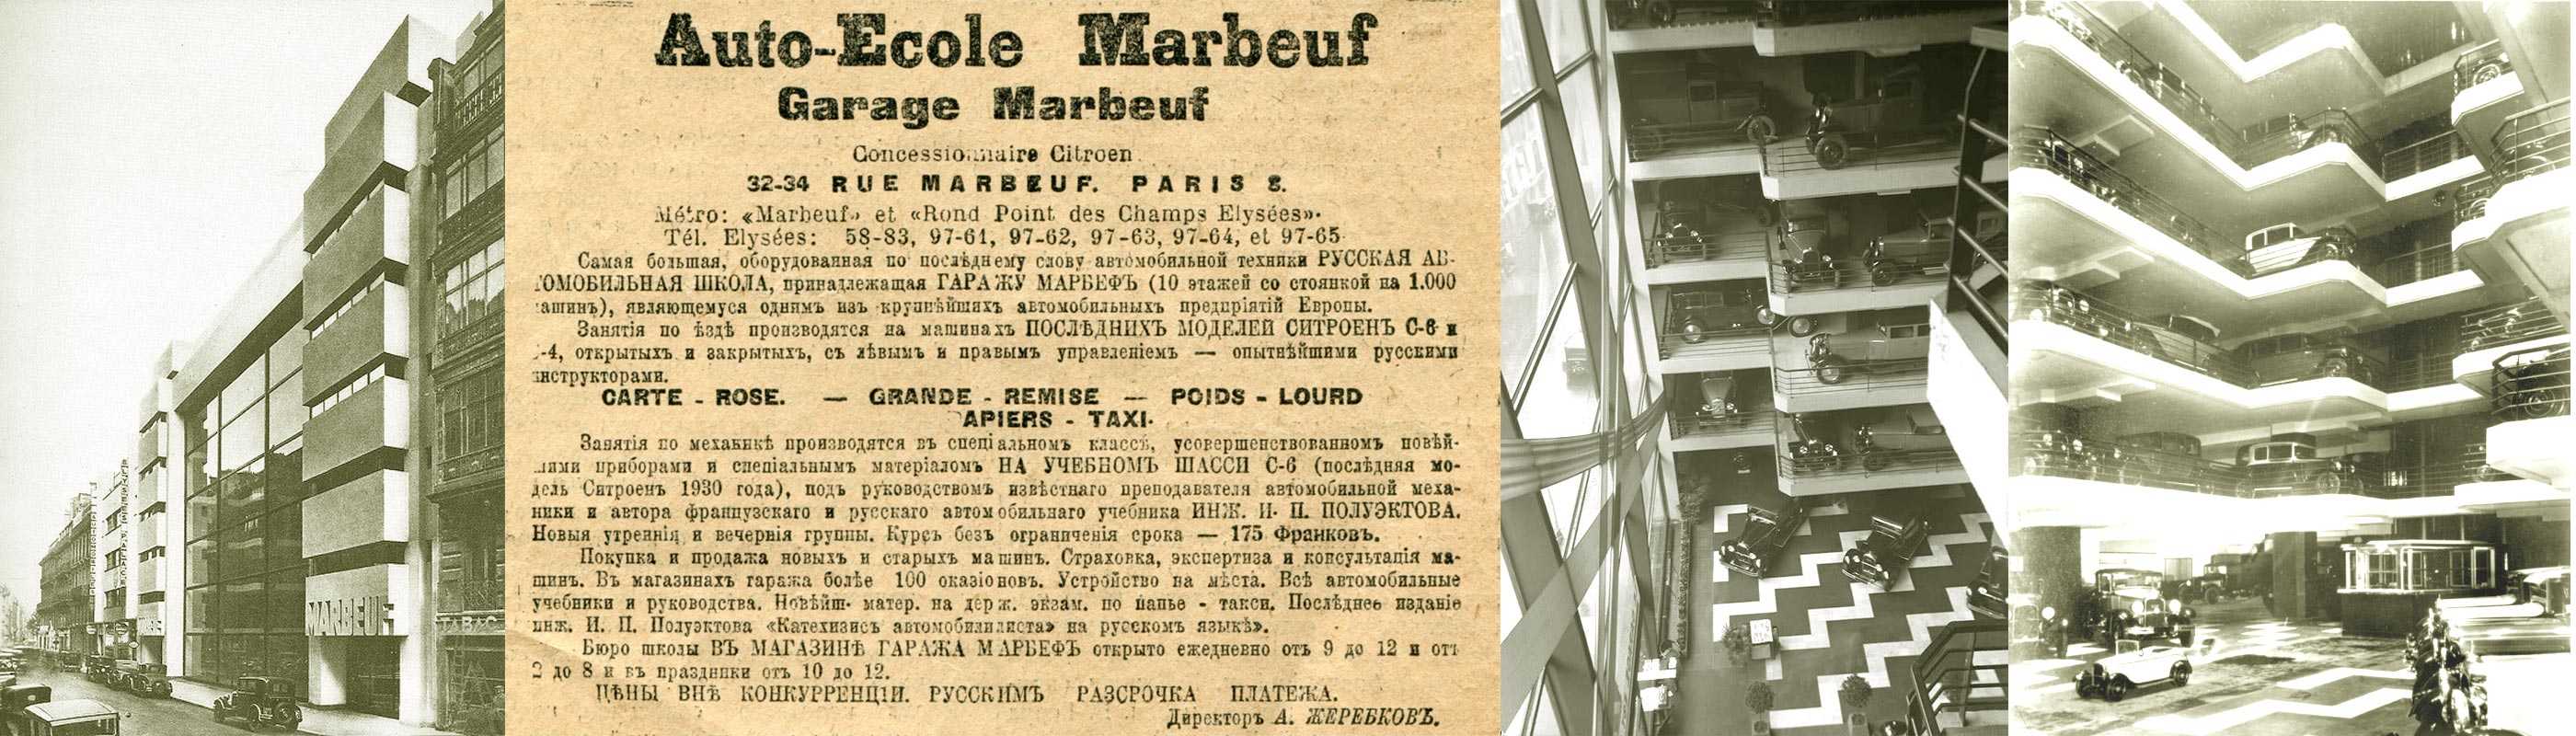 MARBEUF
TABAC
Auto-Ecole Marbeuf
Garage Marbeuf
Concessionnaire Citroen
32-34 RUE MARBEUF. PARIS 8.
Métro: «Marbeuf» et «Rond Point des Champs Elysées».
Tél. Elysées: 58-83, 97-61, 97-62, 97-63, 97-64, et 97-65
Самая большая, оборудованная по послѣднему слову автомобильной техники РУССКАЯ АВ-
ТОМОБИЛЬНАЯ ШКОЛА, принадлежащая ГАРАЖУ МАРБЕФЪ (10 этажей со стоянкой на 1.000
машинъ), являющемуся однимъ изъ крупнѣйшихъ автомобильныхъ предпріятій Европы.
Занятія по ѣздѣ производятся на машинахъ ПОСЛѢДНИХЪ МОДЕЛЕЙ СИТРОЕНЪ С-6 и
-4, открытыхъ и закрытыхъ, съ лѣвымъ и правымъ управленіемъ — опытнѣйшими русскими
инструкторами.
CARTE - ROSE. — GRANDE - REMISE — POIDS - LOURD
PAPIERS - TAXI.
Занятія по механикѣ производятся въ спеціальномъ классѣ, усовершенствованномъ новѣй-
шими приборами и спеціальнымъ матеріаломъ НА УЧЕБНОМЪ ШАССИ С-6 (послѣдняя мо-
дель Ситроенъ 1930 года), подъ руководствомъ извѣстнаго преподавателя автомобильной меха-
ники и автора французскаго и русскаго автомобильнаго учебника ИНЖ. И. П. ПОЛУЭКТОВА.
Новыя утреннія и вечернія группы. Курсъ безъ ограниченія срока — 175 Франковъ.
Покупка и продажа новыхъ и старыхъ машинъ. Страховка, экспертиза и консультація ма-
шинъ. Въ магазинахъ гаража болѣе 100 оказіоновъ. Устройство на мѣста. Всѣ автомобильные
учебники и руководства. Новѣйш. матер. на держ. экзам. по папье - такси. Послѣднее изданіе
инж. И. П. Полуэктова «Катехизисъ автомобилиста» на русскомъ языкѣ».
Бюро школы ВЪ МАГАЗИНѢ ГАРАЖА МАРБЕФЪ открыто ежедневно отъ 9 до 12 и отъ
2 до 8 и въ праздники отъ 10 до 12.
ЦѢНЫ ВНѢ КОНКУРРЕНЦІИ. РУССКИМЪ РАЗСРОЧКА ПЛАТЕЖА.
Директоръ А. ЖЕРЕБКОВЪ.